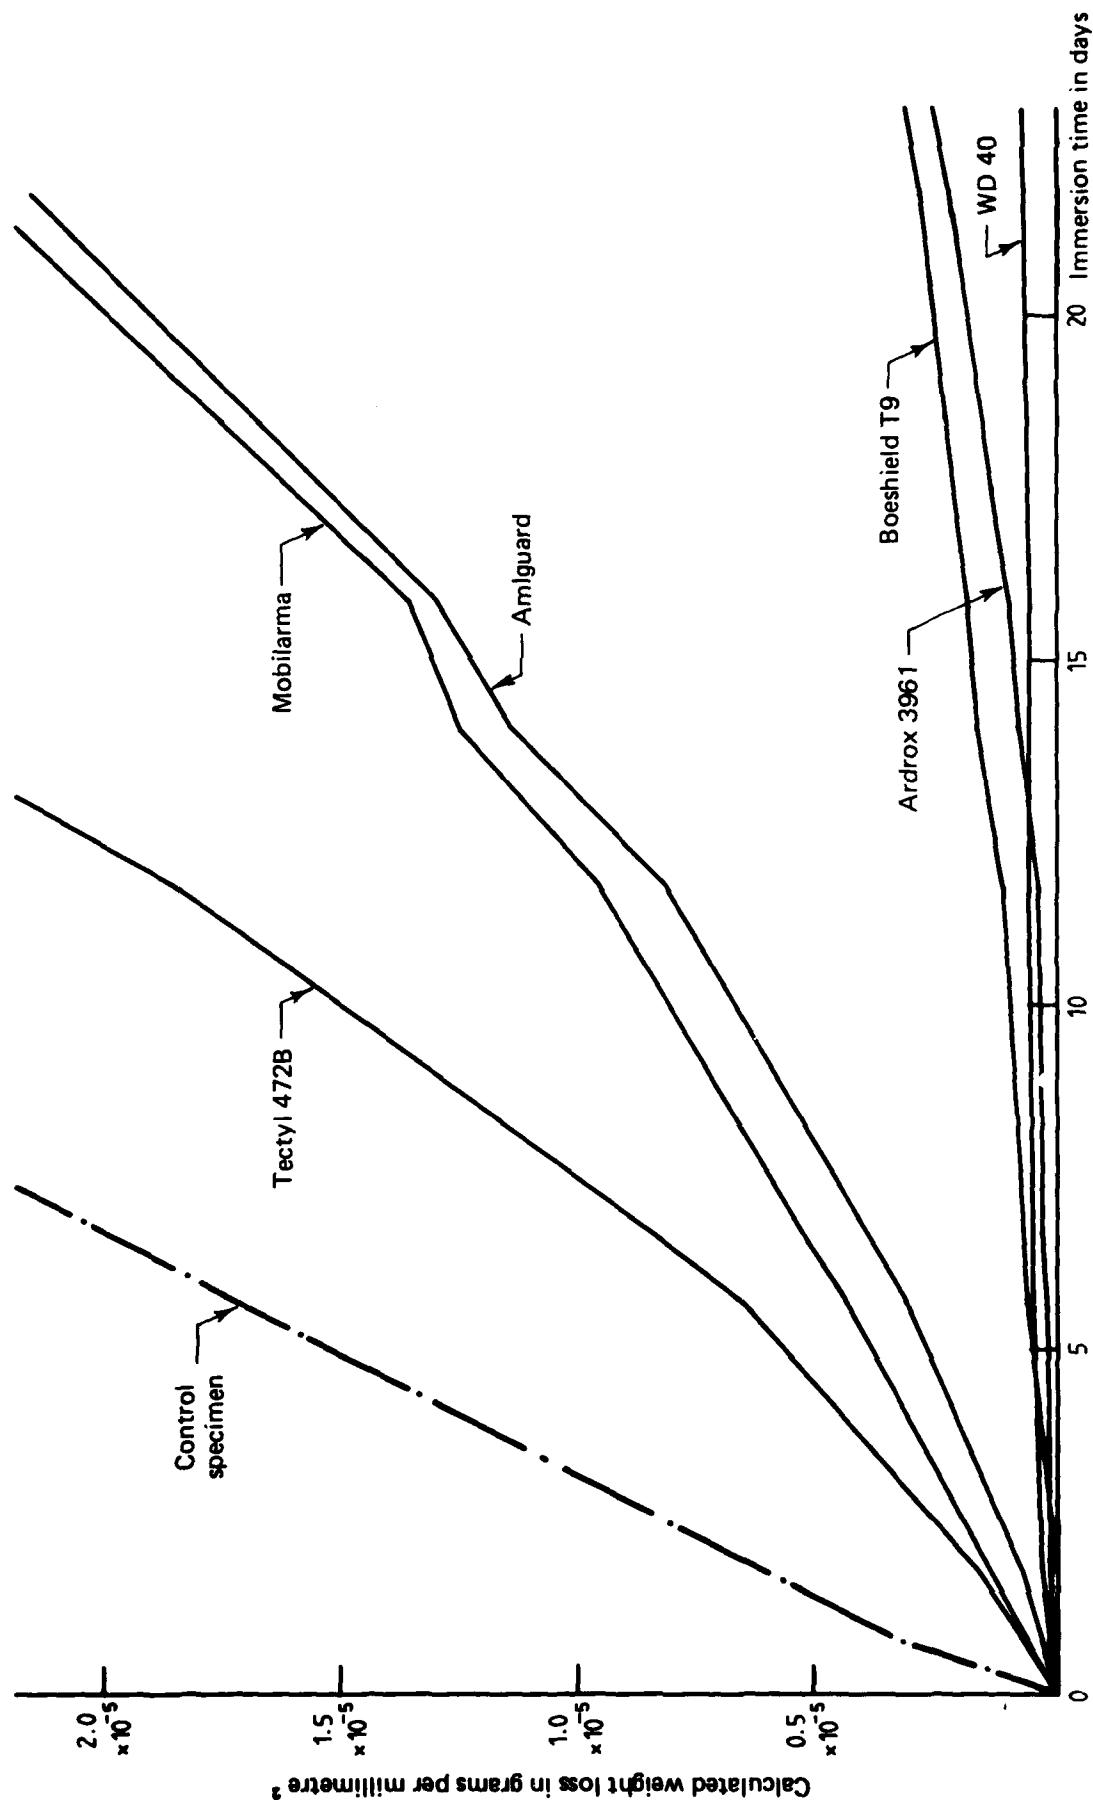 Calculated weight loss in grams per millimetre²
2.0
×10⁻⁵
1.5
×10⁻⁵
1.0
×10⁻⁵
0.5
×10⁻⁵
Control
specimen
Tectyl 472B
Mobilarma
Amlguard
Boeshield T9
Ardrox 3961
WD 40
0
5
10
15
20
Immersion time in days